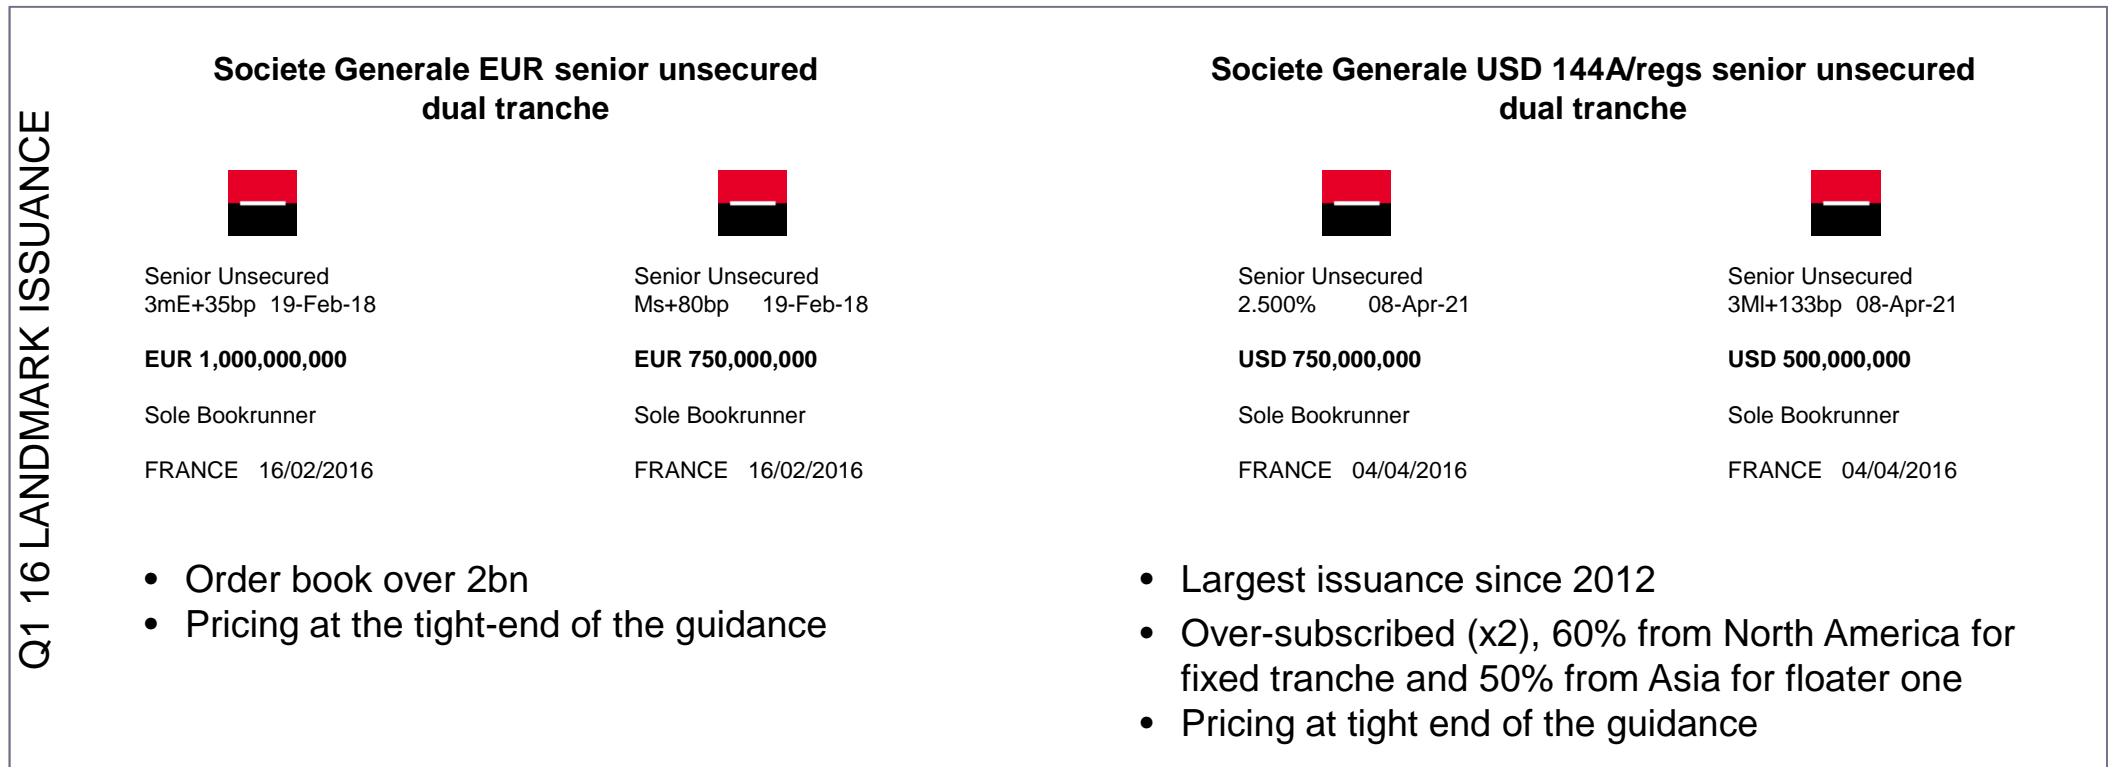 Q1 16 LANDMARK ISSUANCE
Societe Generale EUR senior unsecured
dual tranche
Senior Unsecured
3mE+35bp 19-Feb-18
EUR 1,000,000,000
Sole Bookrunner
FRANCE 16/02/2016
Senior Unsecured
Ms+80bp 19-Feb-18
EUR 750,000,000
Sole Bookrunner
FRANCE 16/02/2016
• Order book over 2bn
• Pricing at the tight-end of the guidance
Societe Generale USD 144A/regs senior unsecured
dual tranche
Senior Unsecured
2.500% 08-Apr-21
USD 750,000,000
Sole Bookrunner
FRANCE 04/04/2016
Senior Unsecured
3Ml+133bp 08-Apr-21
USD 500,000,000
Sole Bookrunner
FRANCE 04/04/2016
• Largest issuance since 2012
• Over-subscribed (x2), 60% from North America for
fixed tranche and 50% from Asia for floater one
• Pricing at tight end of the guidance